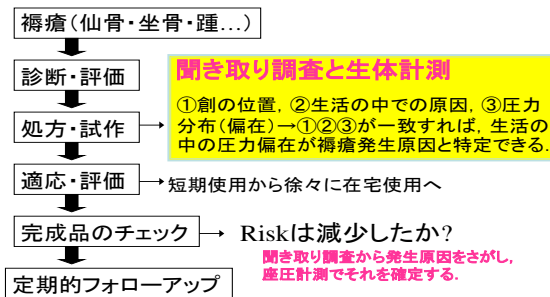 褥瘡(仙骨・坐骨・踵...)
診断・評価
聞き取り調査と生体計測
①創の位置, ②生活の中での原因, ③圧力
分布(偏在)→①②③が一致すれば, 生活の
中の圧力偏在が褥瘡発生原因と特定できる.
処方・試作
適応・評価
短期使用から徐々に在宅使用へ
完成品のチェック
Riskは減少したか?
聞き取り調査から発生原因をさがし,
座圧計測でそれを確定する.
定期的フォローアップ